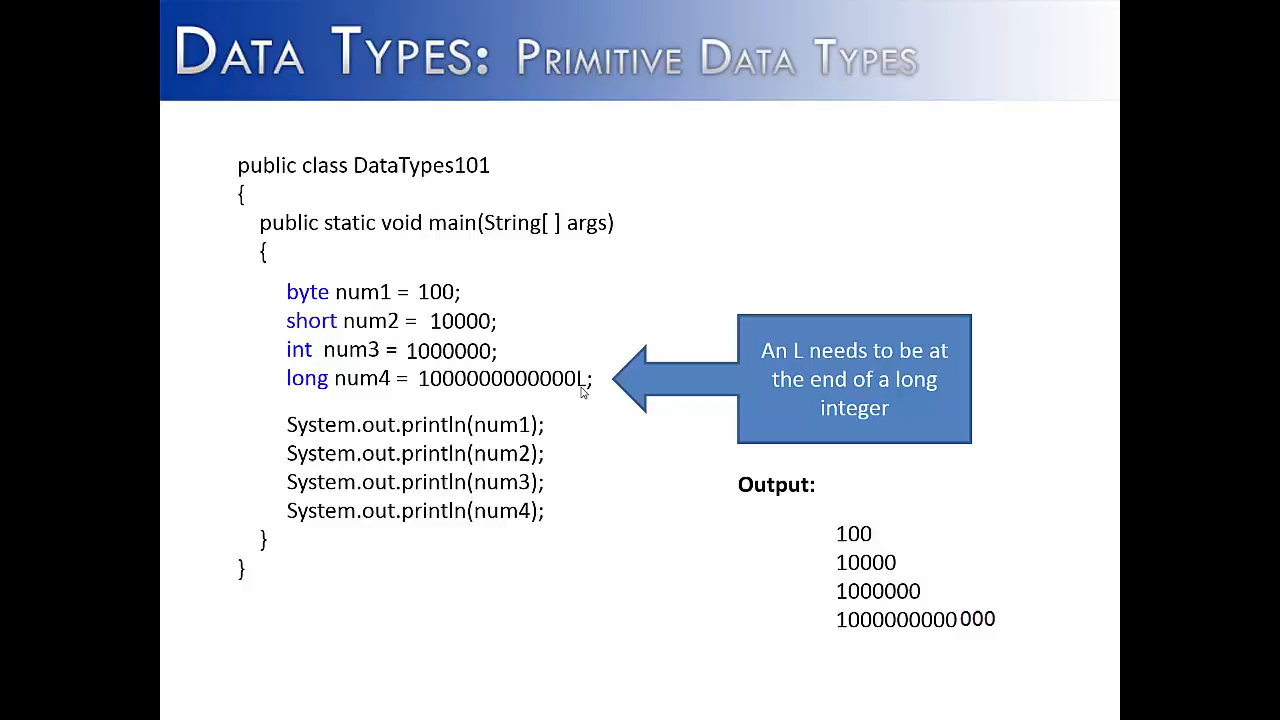 DATA TYPES: PRIMITIVE DATA TYPES
public class DataTypes101
{
public static void main(String[ ] args)
{
byte num1 = 100;
short num2 = 10000;
int num3 = 1000000;
long num4 = 1000000000000L;
System.out.println(num1);
System.out.println(num2);
System.out.println(num3);
System.out.println(num4);
}
}
An L needs to be at
the end of a long
integer
Output:
100
10000
1000000
1000000000000